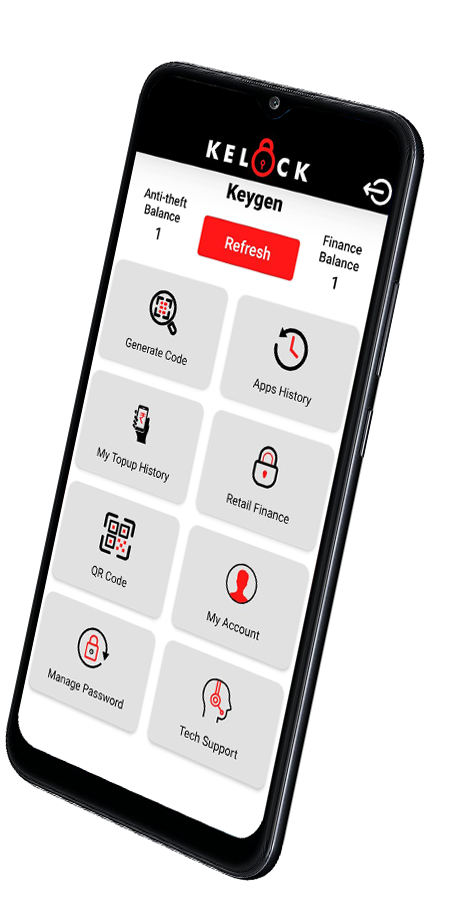 KELOCK
Keygen
Anti-theft
Balance
1
Refresh
Finance
Balance
1
Generate Code
Apps History
My Topup History
Retail Finance
QR Code
My Account
Manage Password
Tech Support